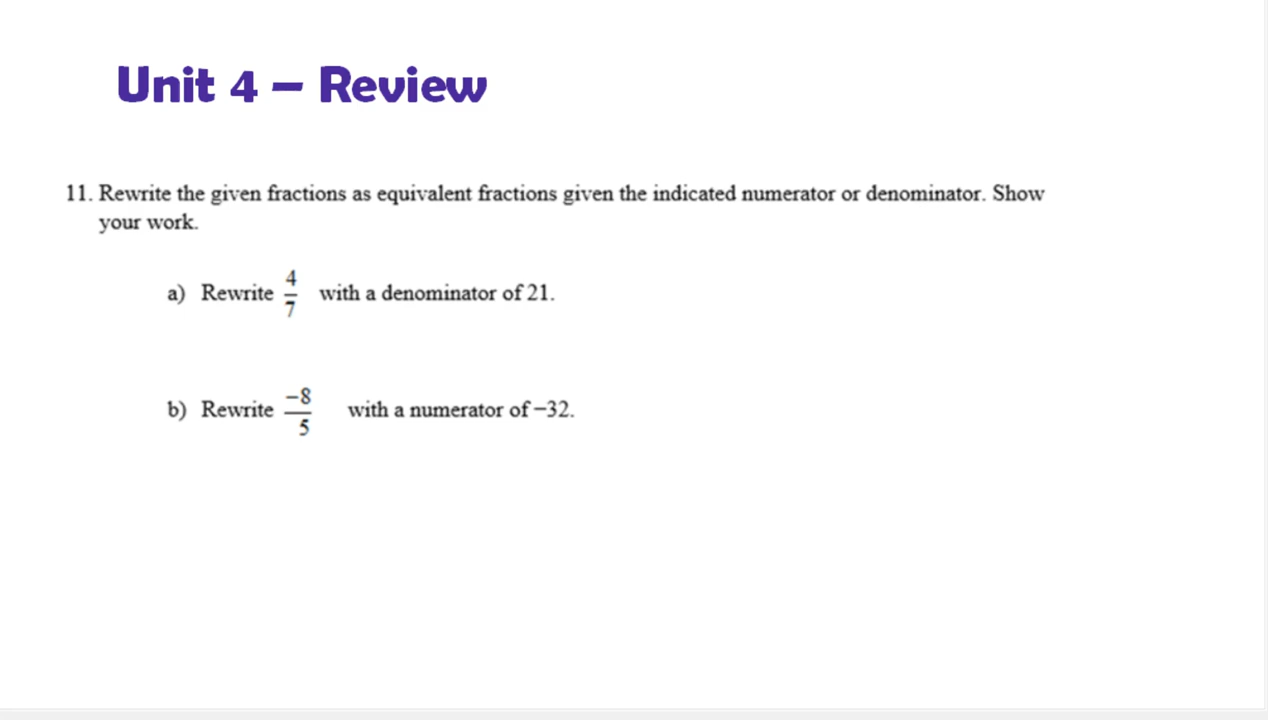 Unit 4 – Review
11. Rewrite the given fractions as equivalent fractions given the indicated numerator or denominator. Show
your work.
a) Rewrite 4/7 with a denominator of 21.
b) Rewrite −8/5 with a numerator of −32.